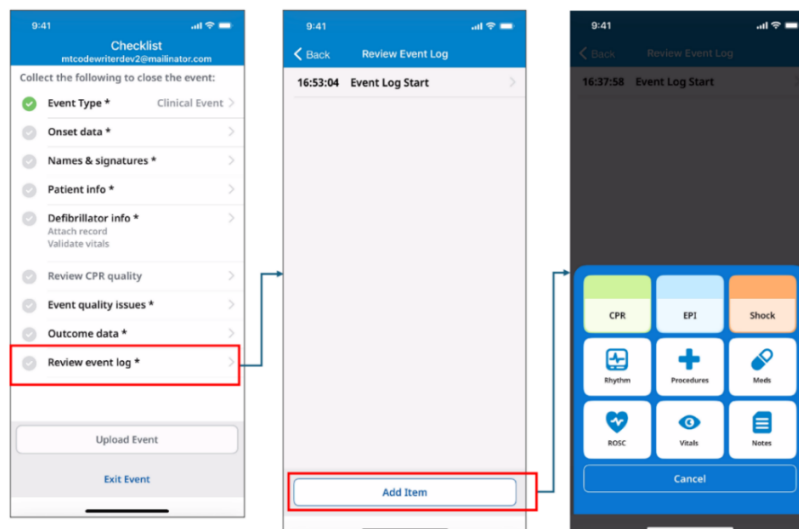 9:41
Checklist
mtcodewriterdev2@mailinator.com
Collect the following to close the event:
Event Type * Clinical Event
Onset data *
Names & signatures *
Patient info *
Defibrillator info *
Attach record
Validate vitals
Review CPR quality
Event quality issues *
Outcome data *
Review event log *
Upload Event
Exit Event
9:41
Back Review Event Log
16:53:04 Event Log Start
Add Item
9:41
Back Review Event Log
16:37:58 Event Log Start
CPR EPI Shock
Rhythm Procedures Meds
ROSC Vitals Notes
Cancel